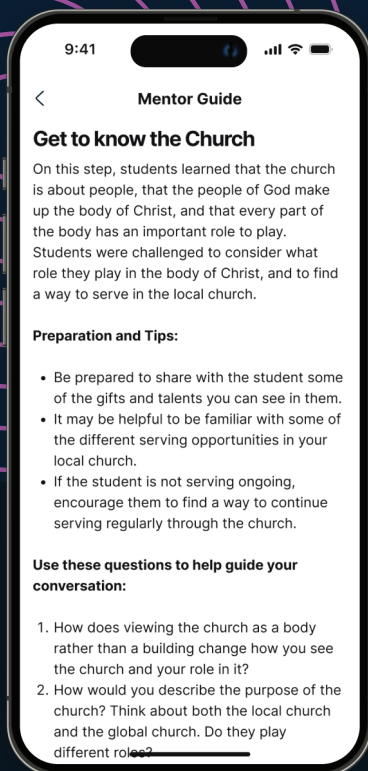 9:41
Mentor Guide
Get to know the Church
On this step, students learned that the church
is about people, that the people of God make
up the body of Christ, and that every part of
the body has an important role to play.
Students were challenged to consider what
role they play in the body of Christ, and to find
a way to serve in the local church.
Preparation and Tips:
• Be prepared to share with the student some
of the gifts and talents you can see in them.
• It may be helpful to be familiar with some of
the different serving opportunities in your
local church.
• If the student is not serving ongoing,
encourage them to find a way to continue
serving regularly through the church.
Use these questions to help guide your
conversation:
1. How does viewing the church as a body
rather than a building change how you see
the church and your role in it?
2. How would you describe the purpose of the
church? Think about both the local church
and the global church. Do they play
different roles?